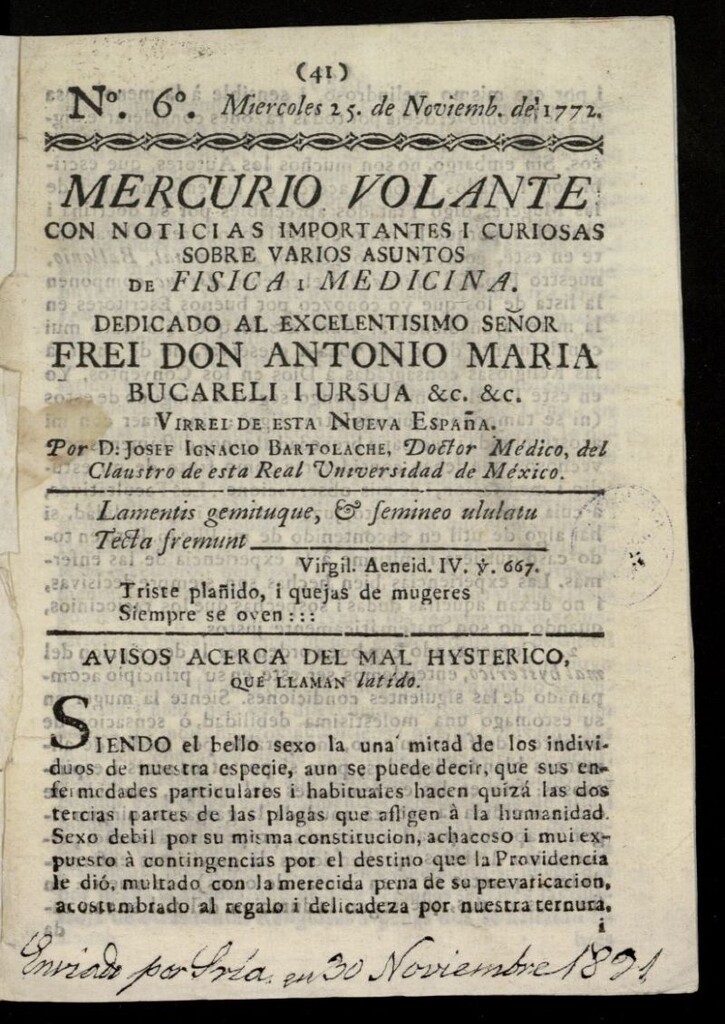 (41)
Nº. 6º. Miercoles 25. de Noviemb. de 1772.
MERCURIO VOLANTE
CON NOTICIAS IMPORTANTES I CURIOSAS
SOBRE VARIOS ASUNTOS
DE FISICA I MEDICINA.
DEDICADO AL EXCELENTISIMO SEÑOR
FREI DON ANTONIO MARIA
BUCARELI I URSUA &c. &c.
VIRREI DE ESTA NUEVA ESPAÑA.
Por D: JOSEF IGNACIO BARTOLACHE, Doctor Médico, del
Claustro de esta Real Universidad de México.
Lamentis gemituque, & femineo ululatu
Tecta fremunt
Virgil. Aeneid. IV. ỳ. 667.
Triste plañido, i quejas de mugeres
Siempre se oyen : : :
AVISOS ACERCA DEL MAL HYSTERICO,
QUE LLAMAN latído.
SIENDO el bello sexo la una mitad de los indivi-
duos de nuestra especie, aun se puede decir, que sus en-
fermedades particulares i habituales hacen quizá las dos
tercias partes de las plagas que afligen à la humanidad.
Sexo debil por su misma constitucion, achacoso i mui ex-
puesto à contingencias por el destino que la Providencia
le dió, multado con la merecida pena de su prevaricacion,
acostumbrado al regalo i delicadeza por nuestra ternura,
i
Enviado por Sría. en 30 Noviembre 1891